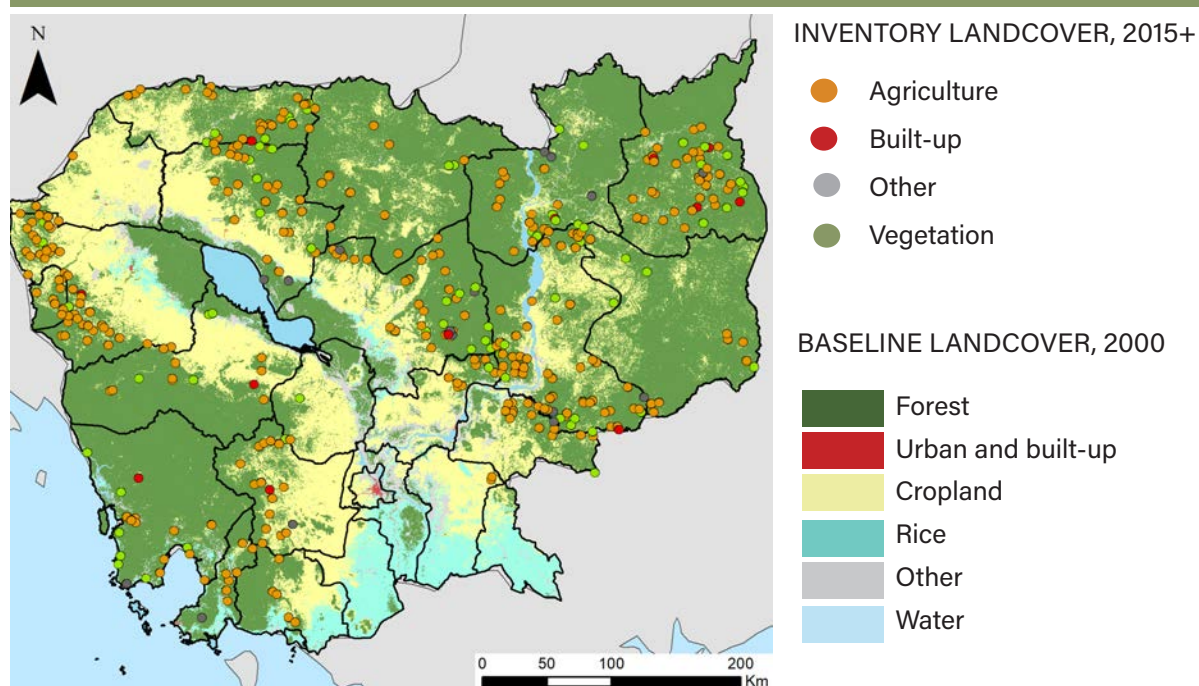 N
INVENTORY LANDCOVER, 2015+
Agriculture
Built-up
Other
Vegetation
BASELINE LANDCOVER, 2000
Forest
Urban and built-up
Cropland
Rice
Other
Water
0 50 100 200
Km